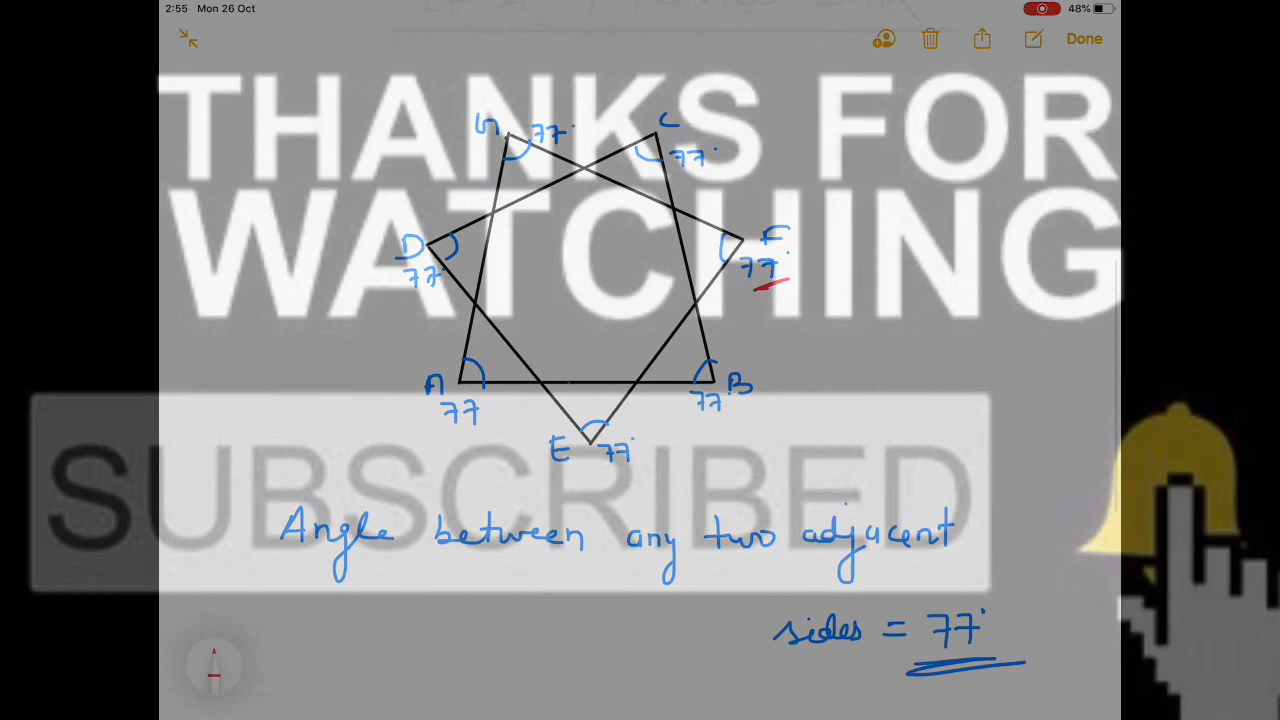 2:55 Mon 26 Oct
48%
Done
THANKS FOR
WATCHING
G 77°
C 77°
D 77°
F 77°
A 77
B 77
E 77°
SUBSCRIBED
Angle between any two adjacent
sides = 77°